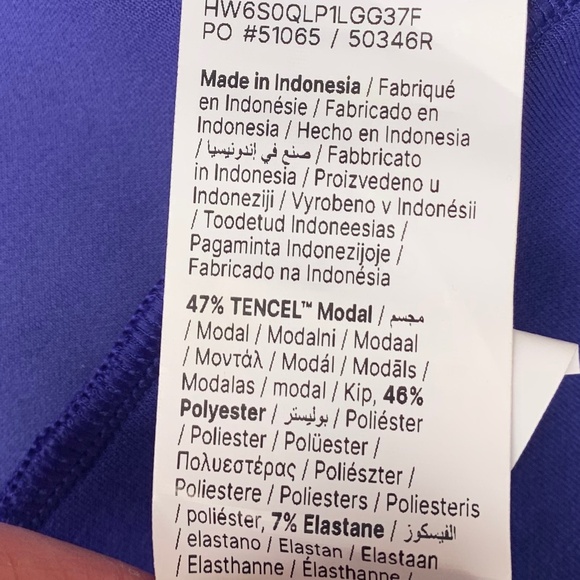 HW6S0QLP1LGG37F
PO #51065 / 50346R
Made in Indonesia / Fabriqué
en Indonésie / Fabricado en
Indonesia / Hecho en Indonesia
/ صنع في إندونيسيا / Fabbricato
in Indonesia / Proizvedeno u
Indoneziji / Vyrobeno v Indonésii
/ Toodetud Indoneesias /
Pagaminta Indonezijoje /
Fabricado na Indonésia
47% TENCEL™ Modal / مجسم
/ Modal / Modalni / Modaal
/ Μοντάλ / Modál / Modāls /
Modalas / modal / Kip, 46%
Polyester / بوليستر / Poliéster
/ Poliester / Polüester /
Πολυεστέρας / Poliészter /
Poliestere / Poliesters / Poliesteris
/ poliéster, 7% Elastane / الفيسكوز
/ elastano / Elastan / Elastaan
/ Elasthanne / Élasthanne /